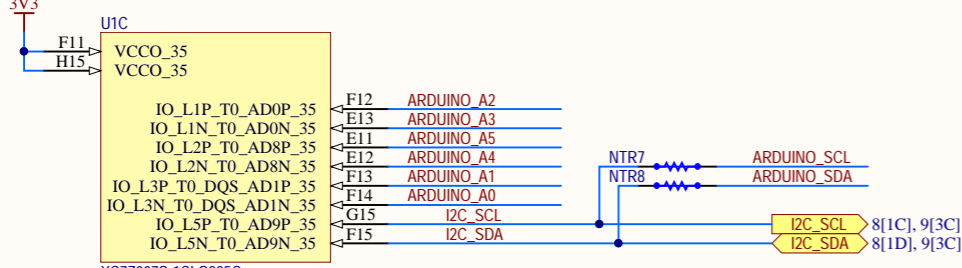 3V3
U1C
F11 VCCO_35
H15 VCCO_35
IO_L1P_T0_AD0P_35 F12 ARDUINO_A2
IO_L1N_T0_AD0N_35 E13 ARDUINO_A3
IO_L2P_T0_AD8P_35 E11 ARDUINO_A5
IO_L2N_T0_AD8N_35 E12 ARDUINO_A4
IO_L3P_T0_DQS_AD1P_35 F13 ARDUINO_A1
IO_L3N_T0_DQS_AD1N_35 F14 ARDUINO_A0
IO_L5P_T0_AD9P_35 G15 I2C_SCL
IO_L5N_T0_AD9N_35 F15 I2C_SDA
NTR7 ARDUINO_SCL
NTR8 ARDUINO_SDA
I2C_SCL 8[1C], 9[3C]
I2C_SDA 8[1D], 9[3C]